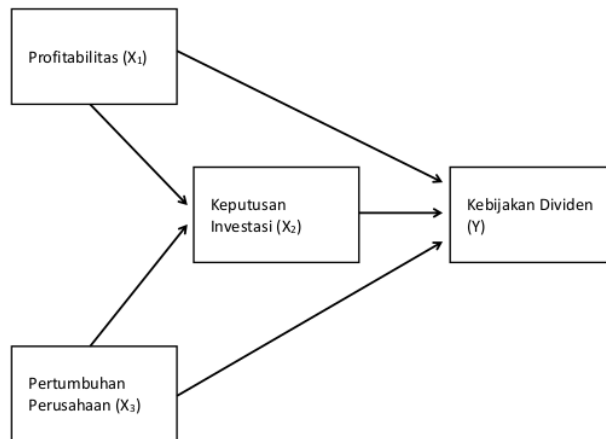 Profitabilitas (X₁)
Keputusan
Investasi (X₂)
Kebijakan Dividen
(Y)
Pertumbuhan
Perusahaan (X₃)